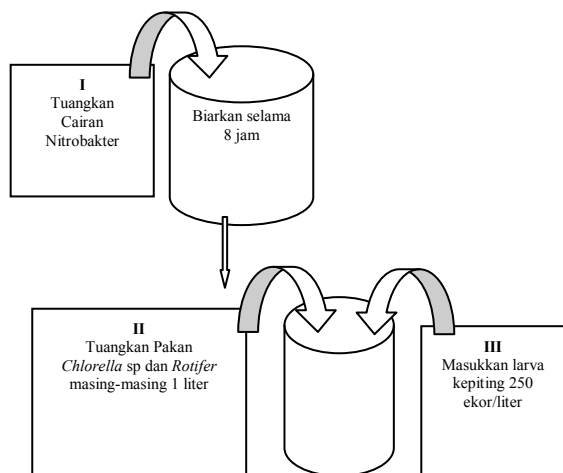 I
Tuangkan
Cairan
Nitrobakter
Biarkan selama
8 jam
II
Tuangkan Pakan
Chlorella sp dan Rotifer
masing-masing 1 liter
III
Masukkan larva
kepiting 250
ekor/liter